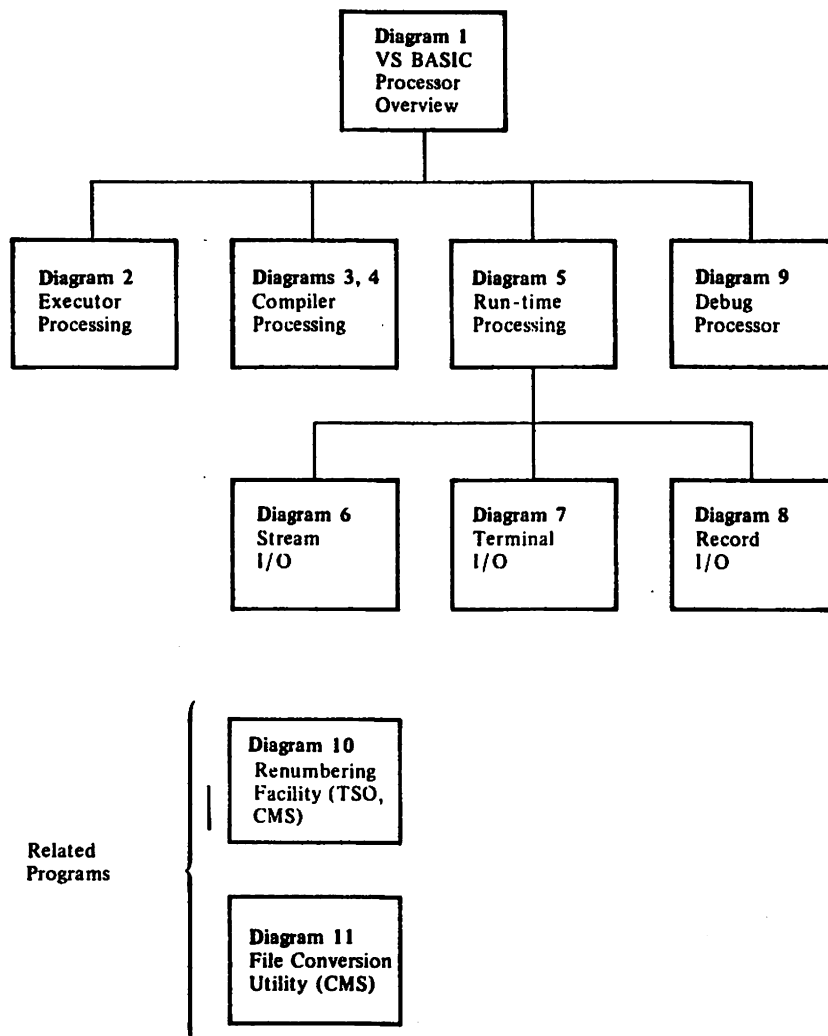 Diagram 1
VS BASIC
Processor
Overview
Diagram 2
Executor
Processing
Diagrams 3, 4
Compiler
Processing
Diagram 5
Run-time
Processing
Diagram 9
Debug
Processor
Diagram 6
Stream
I/O
Diagram 7
Terminal
I/O
Diagram 8
Record
I/O
Related
Programs
Diagram 10
Renumbering
Facility (TSO,
CMS)
Diagram 11
File Conversion
Utility (CMS)